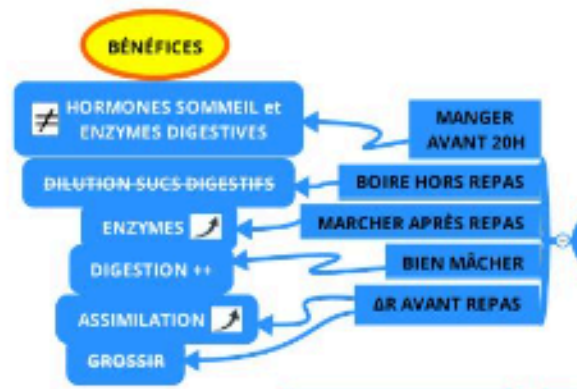 BÉNÉFICES
≠ HORMONES SOMMEIL et
ENZYMES DIGESTIVES
MANGER
AVANT 20H
DILUTION SUCS DIGESTIFS
BOIRE HORS REPAS
ENZYMES
MARCHER APRÈS REPAS
DIGESTION ++
BIEN MÂCHER
ASSIMILATION
ΔR AVANT REPAS
GROSSIR